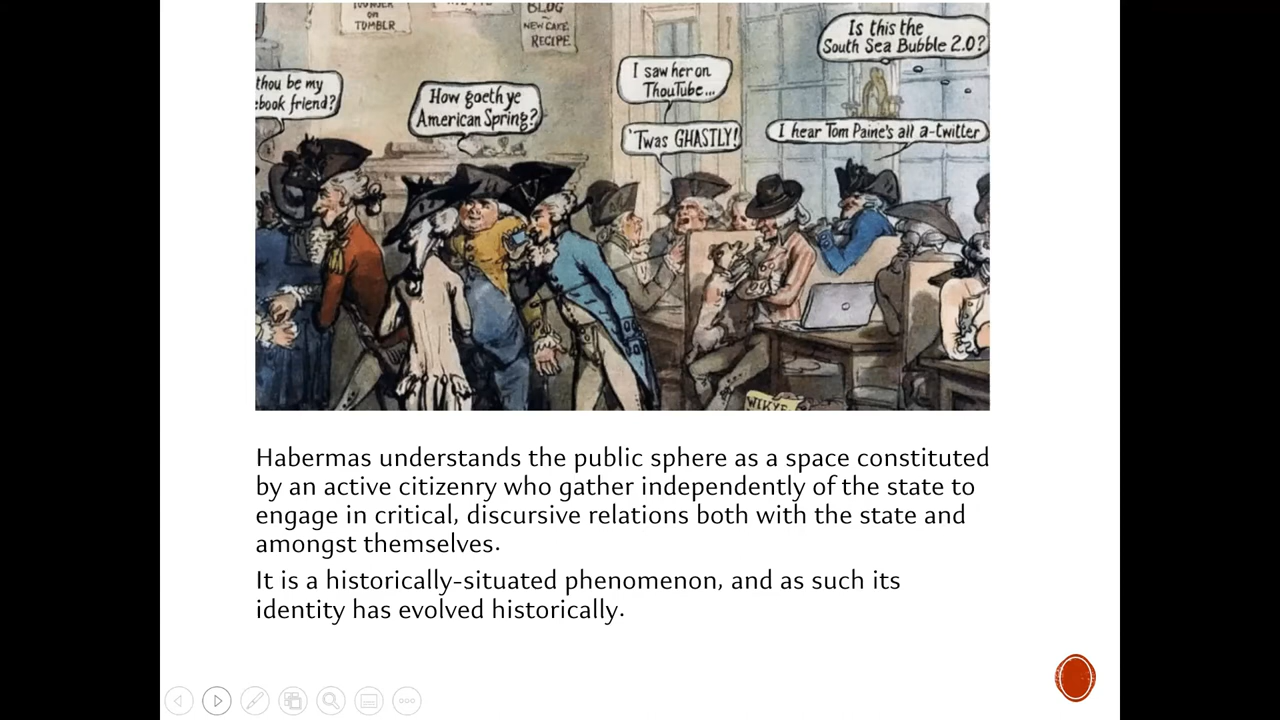 on
TUMBLR
BLOG
NEW CAKE
RECIPE
thou be my
ebook friend?
How goeth ye
American Spring?
I saw her on
ThouTube...
'Twas GHASTLY!
Is this the
South Sea Bubble 2.0?
I hear Tom Paine's all a-twitter
WIKYE
Habermas understands the public sphere as a space constituted
by an active citizenry who gather independently of the state to
engage in critical, discursive relations both with the state and
amongst themselves.
It is a historically-situated phenomenon, and as such its
identity has evolved historically.